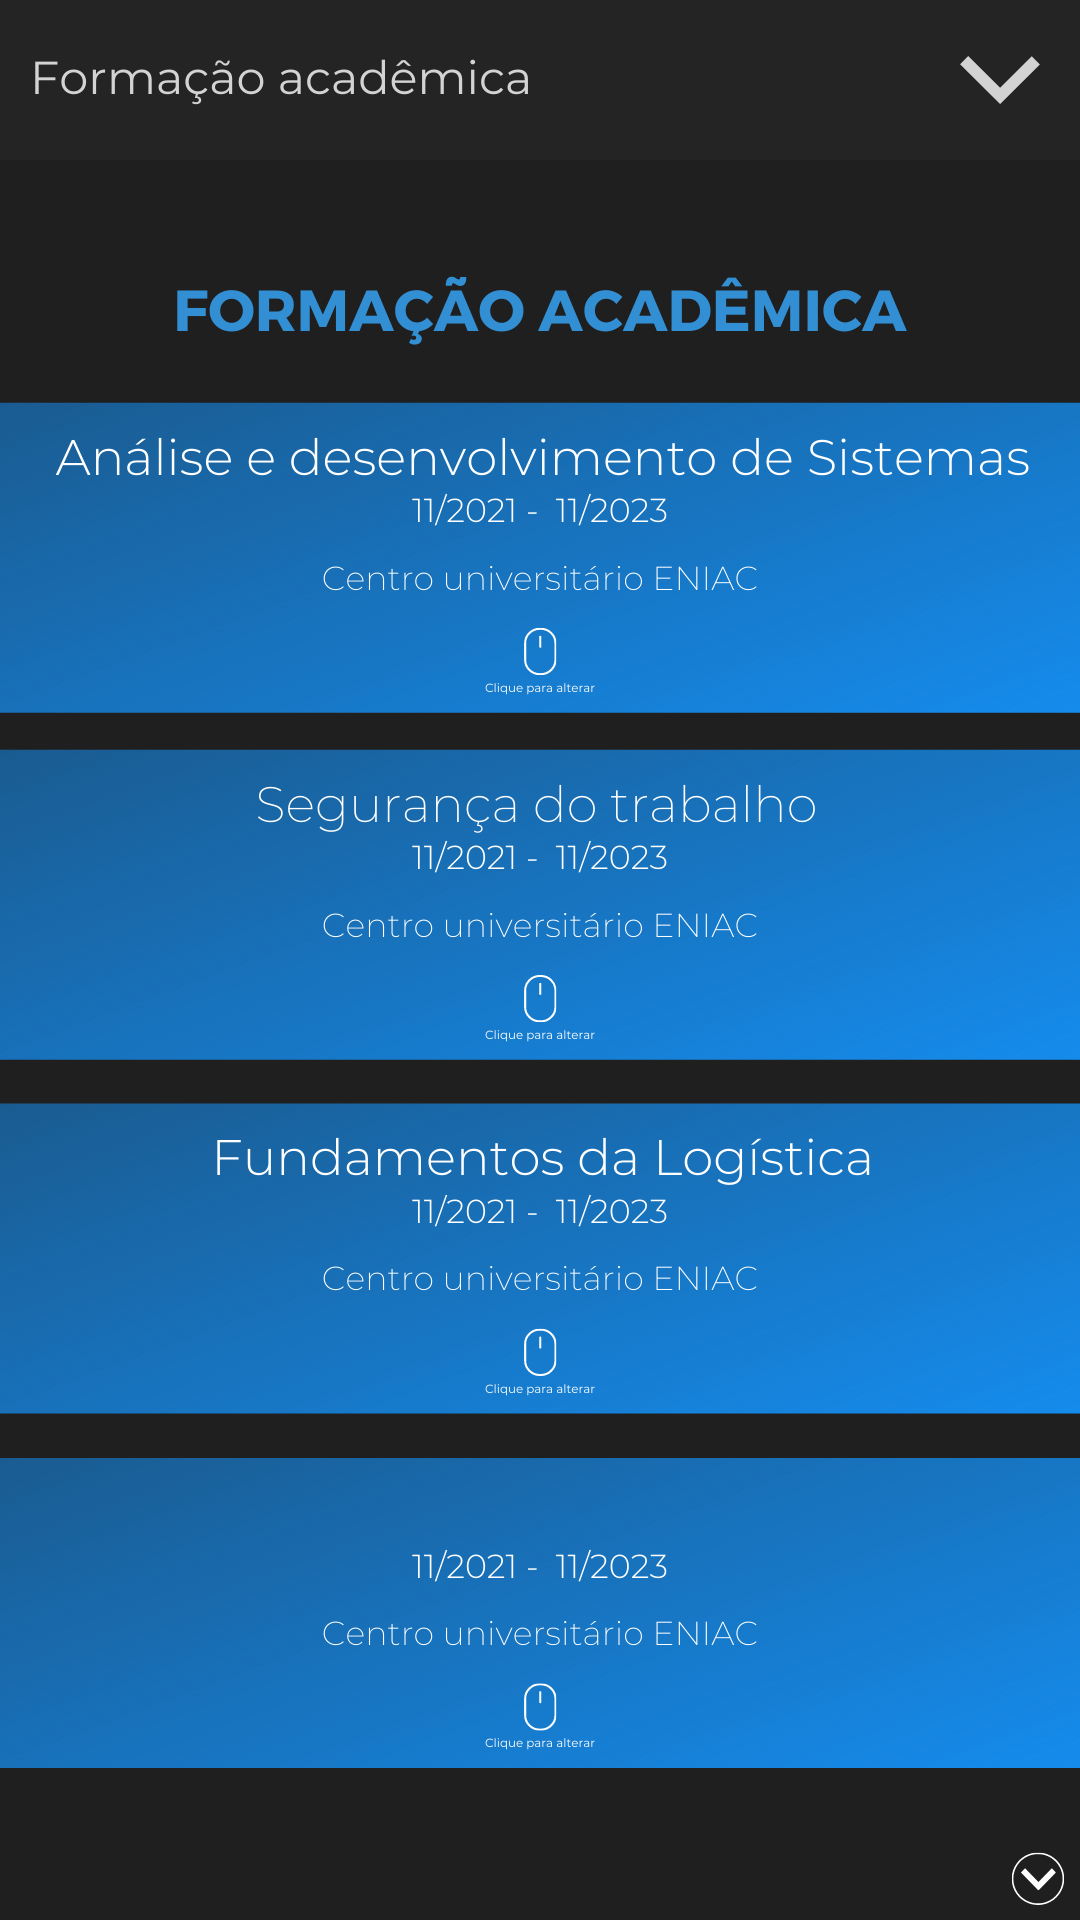 Formação acadêmica
FORMAÇÃO ACADÊMICA
Análise e desenvolvimento de Sistemas
11/2021 - 11/2023
Centro universitário ENIAC
Clique para alterar
Segurança do trabalho
11/2021 - 11/2023
Centro universitário ENIAC
Clique para alterar
Fundamentos da Logística
11/2021 - 11/2023
Centro universitário ENIAC
Clique para alterar
11/2021 - 11/2023
Centro universitário ENIAC
Clique para alterar